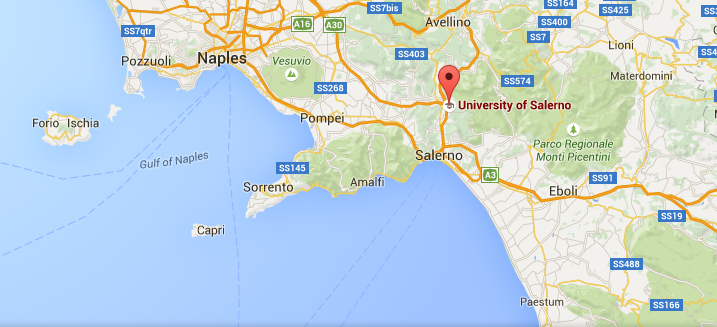 SS7bis
SS164
SS425
SS400
A16
A30
Avellino
SS7qtr
SS7
Lioni
SS403
Naples
Pozzuoli
Vesuvio
Materdomini
SS574
SS268
University of Salerno
Pompei
Forio
Ischia
Parco Regionale
Monti Picentini
Gulf of Naples
Salerno
SS145
A3
SS91
Amalfi
Sorrento
Eboli
SS19
Capri
SS488
Paestum
SS166